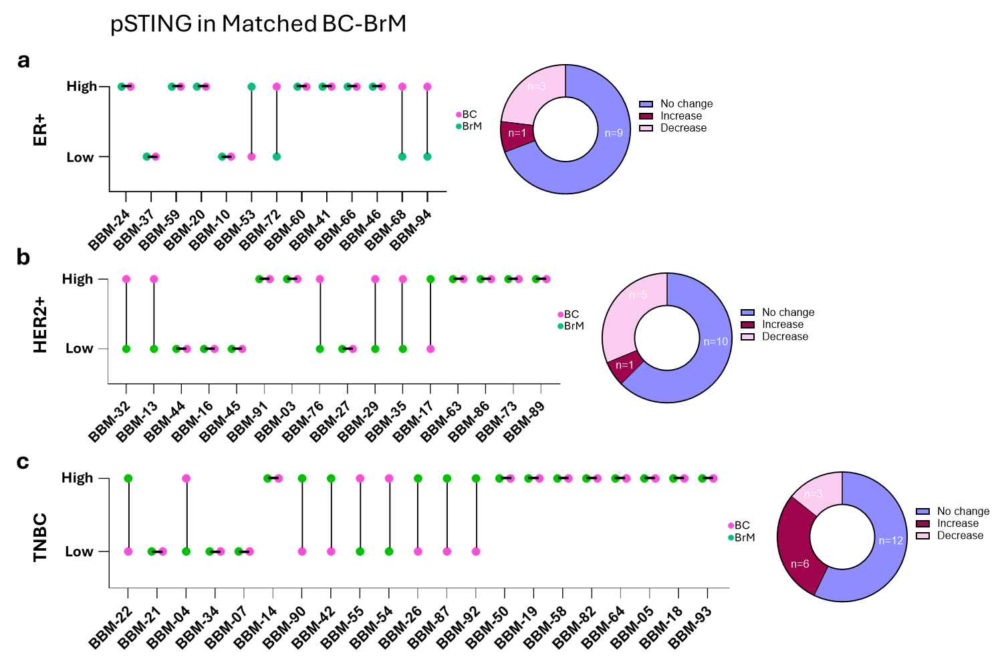 pSTING in Matched BC-BrM
a
ER+
High
Low
BBM-24
BBM-37
BBM-59
BBM-20
BBM-10
BBM-53
BBM-72
BBM-60
BBM-41
BBM-66
BBM-46
BBM-68
BBM-94
BC
BrM
n=3
n=1
n=9
No change
Increase
Decrease
b
HER2+
High
Low
BBM-32
BBM-13
BBM-44
BBM-16
BBM-45
BBM-91
BBM-03
BBM-76
BBM-27
BBM-29
BBM-35
BBM-17
BBM-63
BBM-86
BBM-73
BBM-89
BC
BrM
n=5
n=1
n=10
No change
Increase
Decrease
c
TNBC
High
Low
BBM-22
BBM-21
BBM-04
BBM-34
BBM-07
BBM-14
BBM-90
BBM-42
BBM-55
BBM-54
BBM-26
BBM-87
BBM-92
BBM-50
BBM-19
BBM-58
BBM-82
BBM-64
BBM-05
BBM-18
BBM-93
BC
BrM
n=3
n=6
n=12
No change
Increase
Decrease